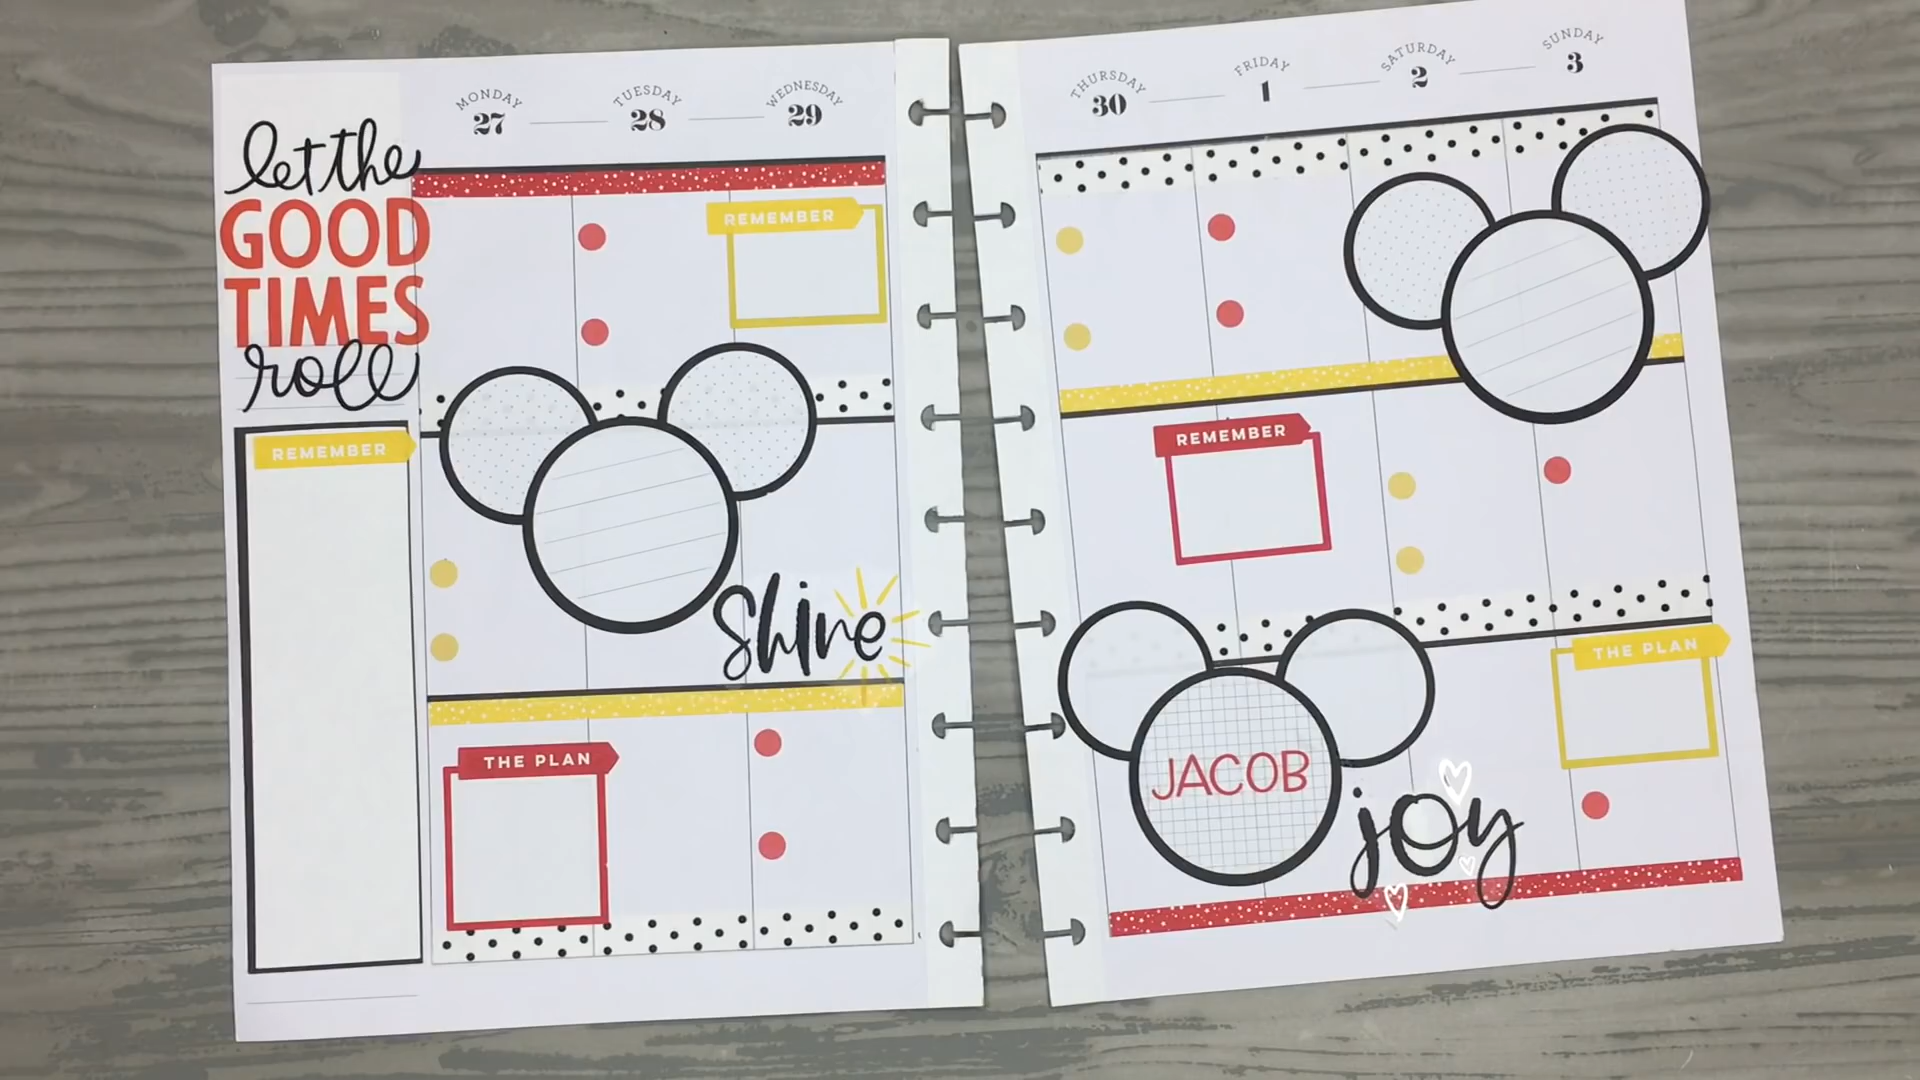 MONDAY
27
TUESDAY
28
WEDNESDAY
29
THURSDAY
30
FRIDAY
1
SATURDAY
2
SUNDAY
3
let the
GOOD
TIMES
roll
REMEMBER
REMEMBER
shine
THE PLAN
REMEMBER
THE PLAN
JACOB
joy